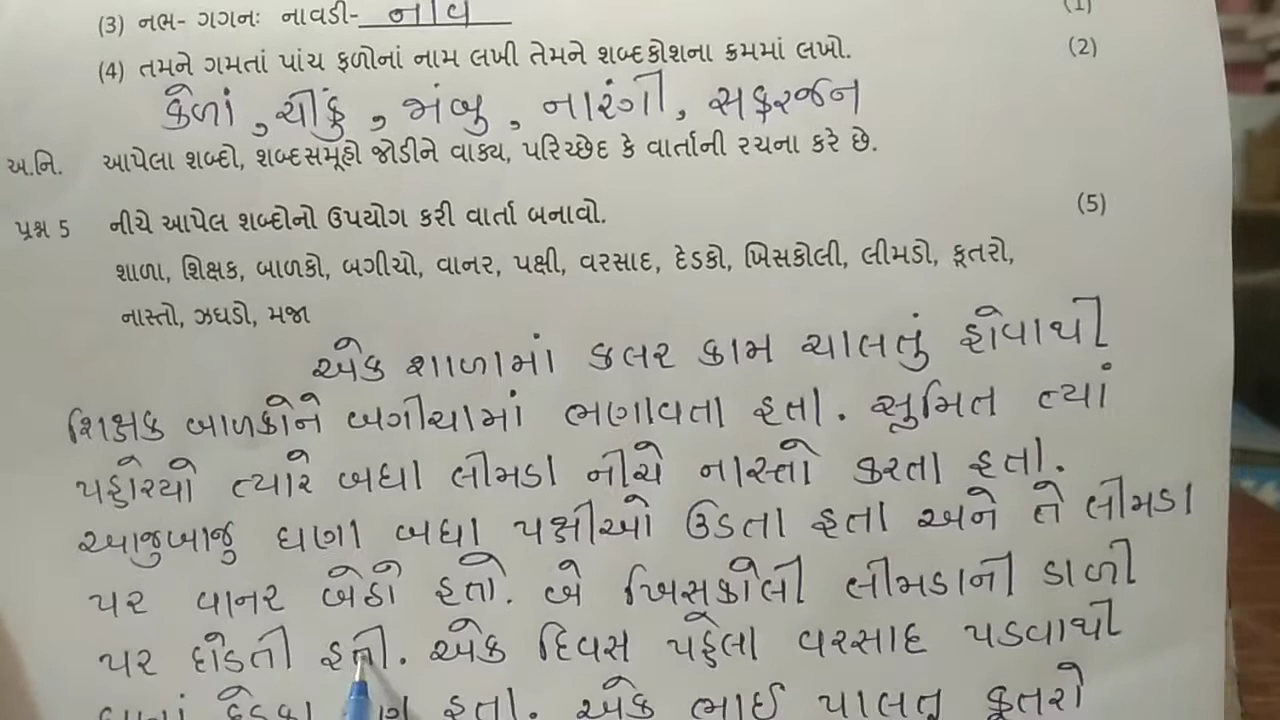 (3) નભ- ગગનઃ નાવડી- નાવ (1)
(4) તમને ગમતાં પાંચ ફળોનાં નામ લખી તેમને શબ્દકોશના ક્રમમાં લખો. (2)
કેળાં, ચીકુ, જાંબુ, નારંગી, સફરજન
અ.નિ. આપેલા શબ્દો, શબ્દસમૂહો જોડીને વાક્ય, પરિચ્છેદ કે વાર્તાની રચના કરે છે.
પ્રશ્ન 5 નીચે આપેલ શબ્દોનો ઉપયોગ કરી વાર્તા બનાવો. (5)
શાળા, શિક્ષક, બાળકો, બગીચો, વાનર, પક્ષી, વરસાદ, દેડકો, ખિસકોલી, લીમડો, કૂતરો,
નાસ્તો, ઝઘડો, મજા
એક શાળામાં કલર કામ ચાલતું હોવાથી
શિક્ષક બાળકોને બગીચામાં ભણાવતા હતા. સુમિત ત્યાં
પહોચ્યો ત્યારે બધા લીમડા નીચે નાસ્તો કરતા હતા.
આજુબાજુ ઘણા બધા પક્ષીઓ ઉડતા હતા અને તે લીમડા
પર વાનર બેઠો હતો. બે ખિસકોલી લીમડાની ડાળી
પર દોડતી હતી. એક દિવસ પહેલા વરસાદ પડવાથી
હતા. એક ભાઈ પાલતુ કૂતરો